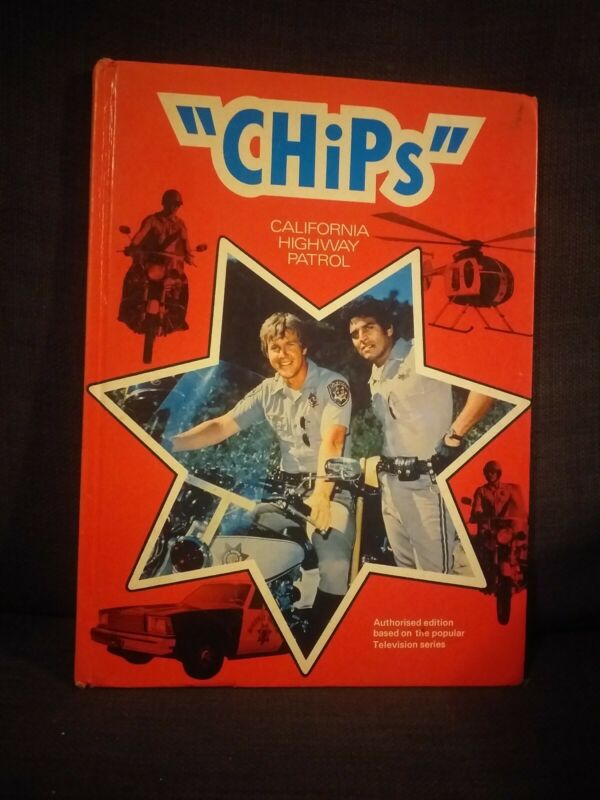 "CHiPs"
CALIFORNIA
HIGHWAY
PATROL
Authorised edition
based on the popular
Television series